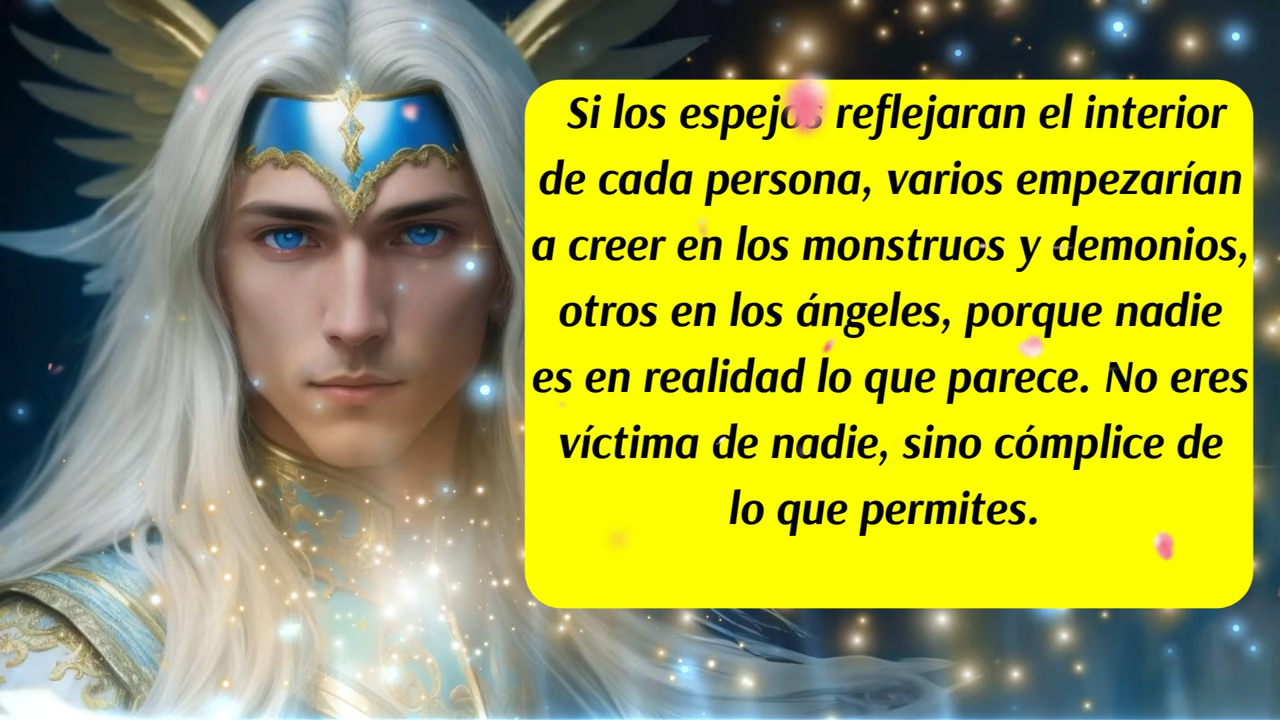 Si los espejos reflejaran el interior
de cada persona, varios empezarían
a creer en los monstruos y demonios,
otros en los ángeles, porque nadie
es en realidad lo que parece. No eres
víctima de nadie, sino cómplice de
lo que permites.